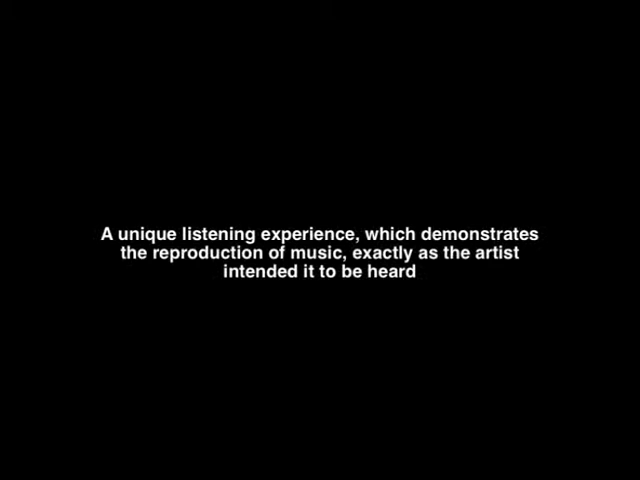 A unique listening experience, which demonstrates
the reproduction of music, exactly as the artist
intended it to be heard